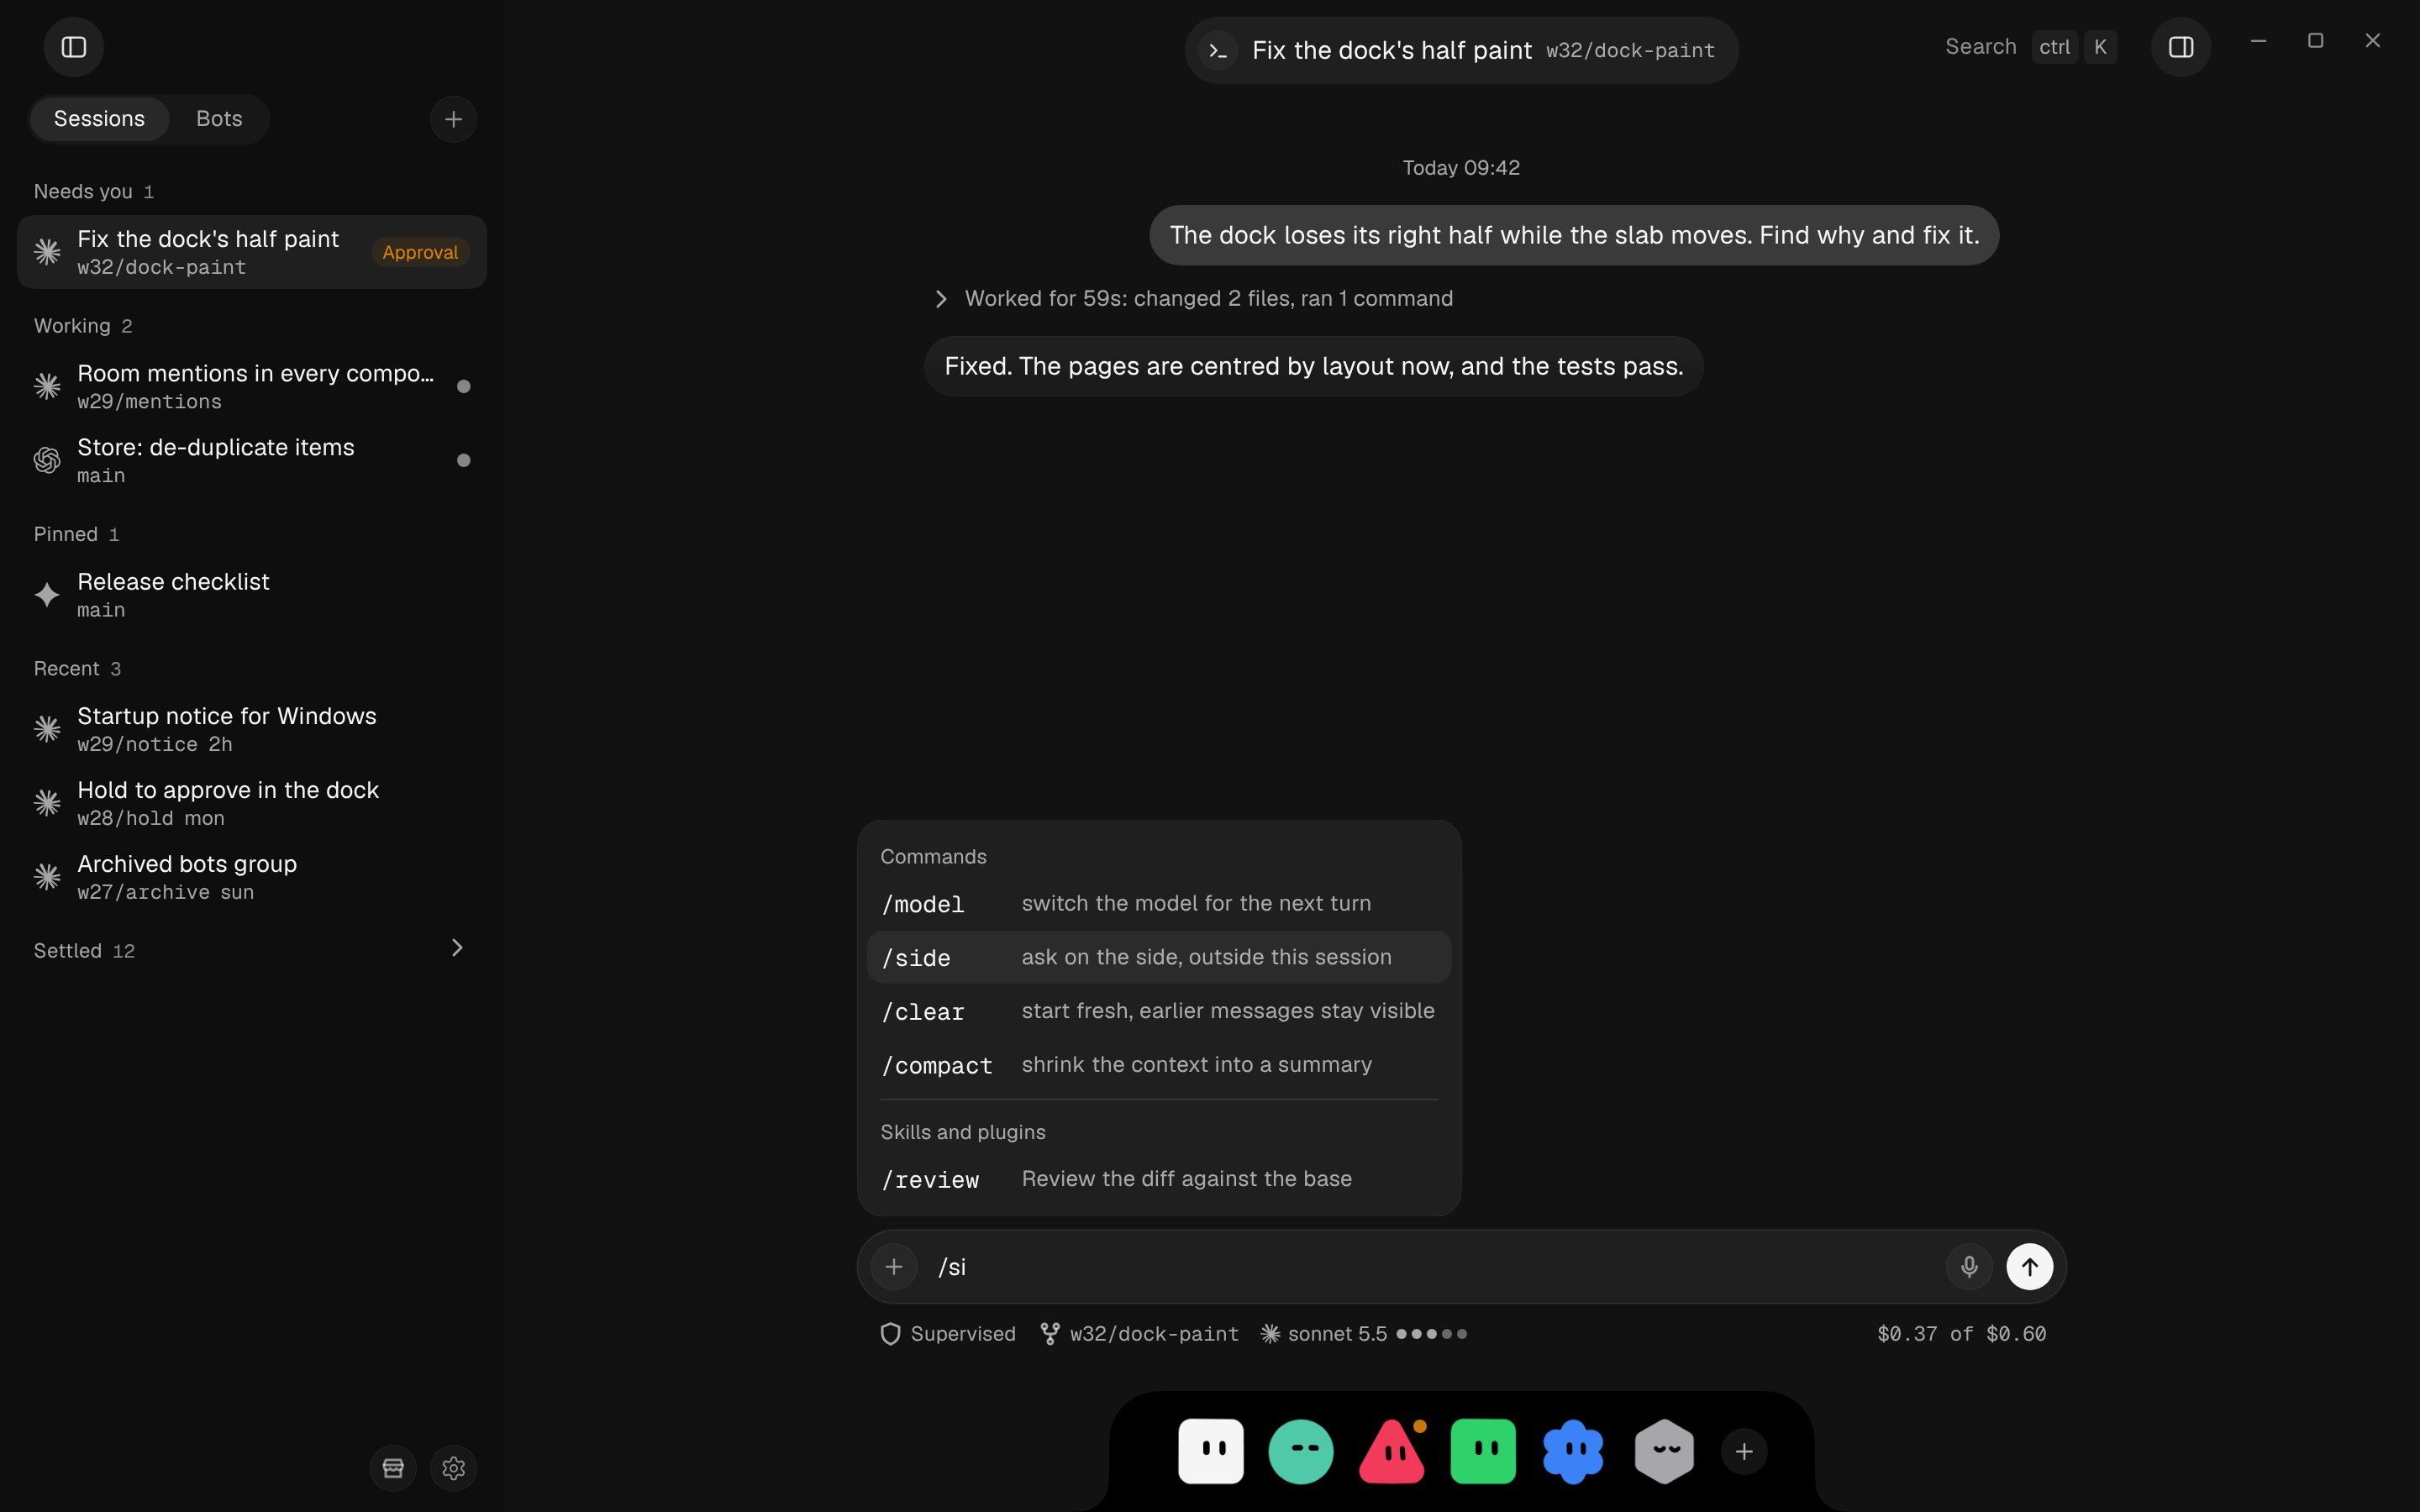 Fix the dock's half paint w32/dock-paint
Search ctrl K
Sessions Bots
Needs you 1
Fix the dock's half paint
w32/dock-paint
Approval
Working 2
Room mentions in every compo...
w29/mentions
Store: de-duplicate items
main
Pinned 1
Release checklist
main
Recent 3
Startup notice for Windows
w29/notice 2h
Hold to approve in the dock
w28/hold mon
Archived bots group
w27/archive sun
Settled 12
Today 09:42
The dock loses its right half while the slab moves. Find why and fix it.
Worked for 59s: changed 2 files, ran 1 command
Fixed. The pages are centred by layout now, and the tests pass.
Commands
/model switch the model for the next turn
/side ask on the side, outside this session
/clear start fresh, earlier messages stay visible
/compact shrink the context into a summary
Skills and plugins
/review Review the diff against the base
/si
Supervised w32/dock-paint sonnet 5.5 $0.37 of $0.60